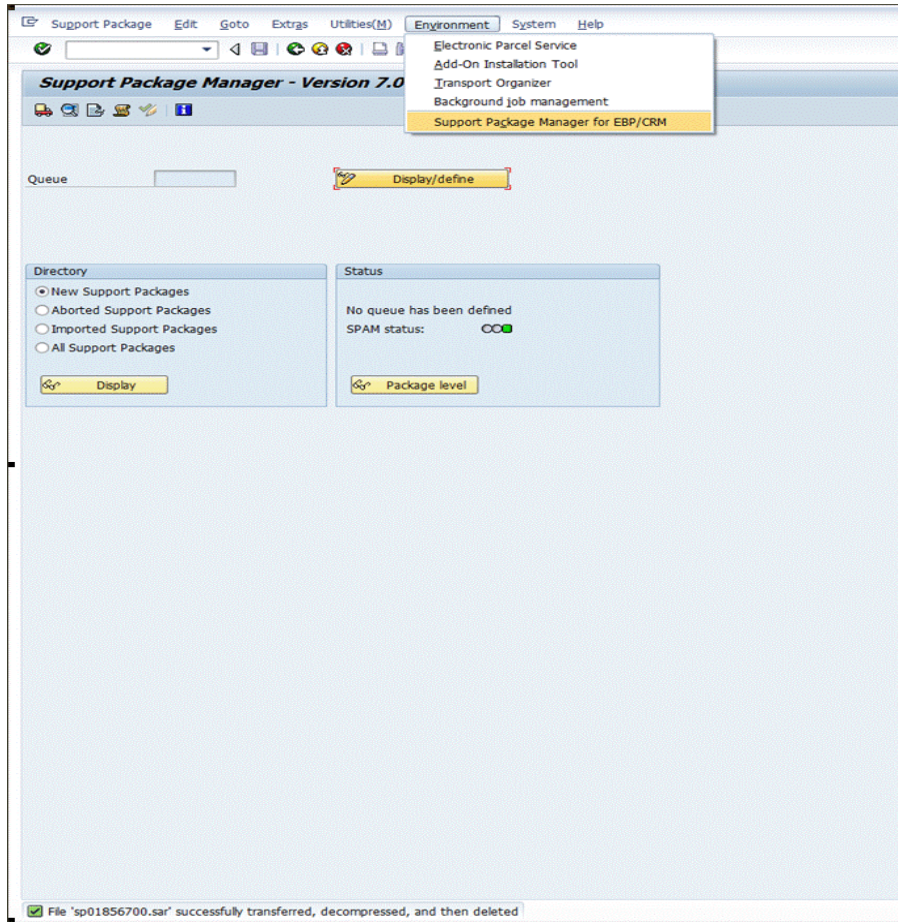 Support Package Edit Goto Extras Utilities(M) Environment System Help
Electronic Parcel Service
Add-On Installation Tool
Transport Organizer
Background job management
Support Package Manager for EBP/CRM
Support Package Manager - Version 7.0
Queue
Display/define
Directory
New Support Packages
Aborted Support Packages
Imported Support Packages
All Support Packages
Display
Status
No queue has been defined
SPAM status:
Package level
File 'sp01856700.sar' successfully transferred, decompressed, and then deleted